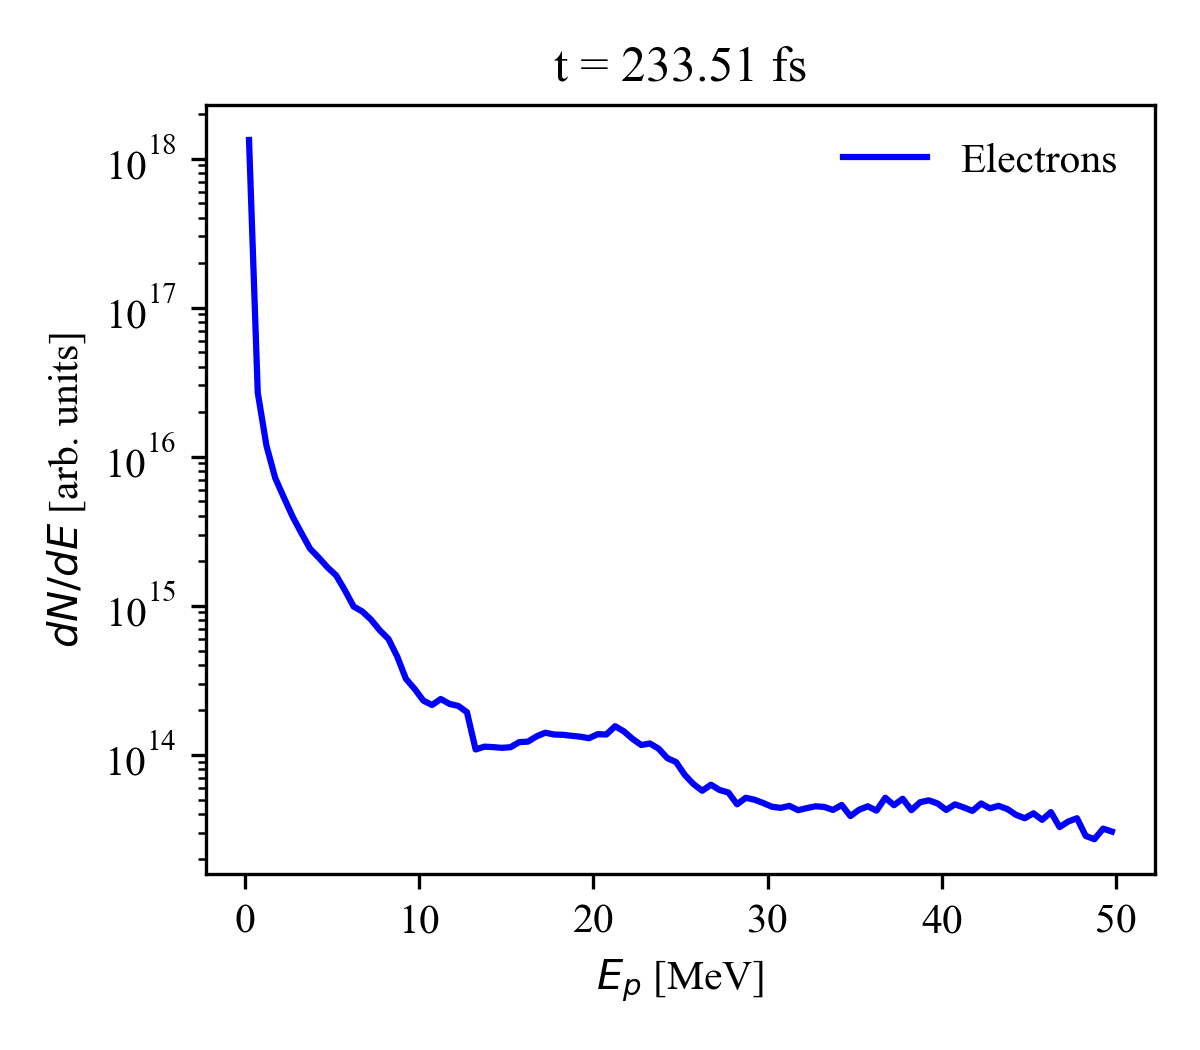 t = 233.51 fs
Electrons
10^18
10^17
10^16
10^15
10^14
dN/dE [arb. units]
0 10 20 30 40 50
E_p [MeV]